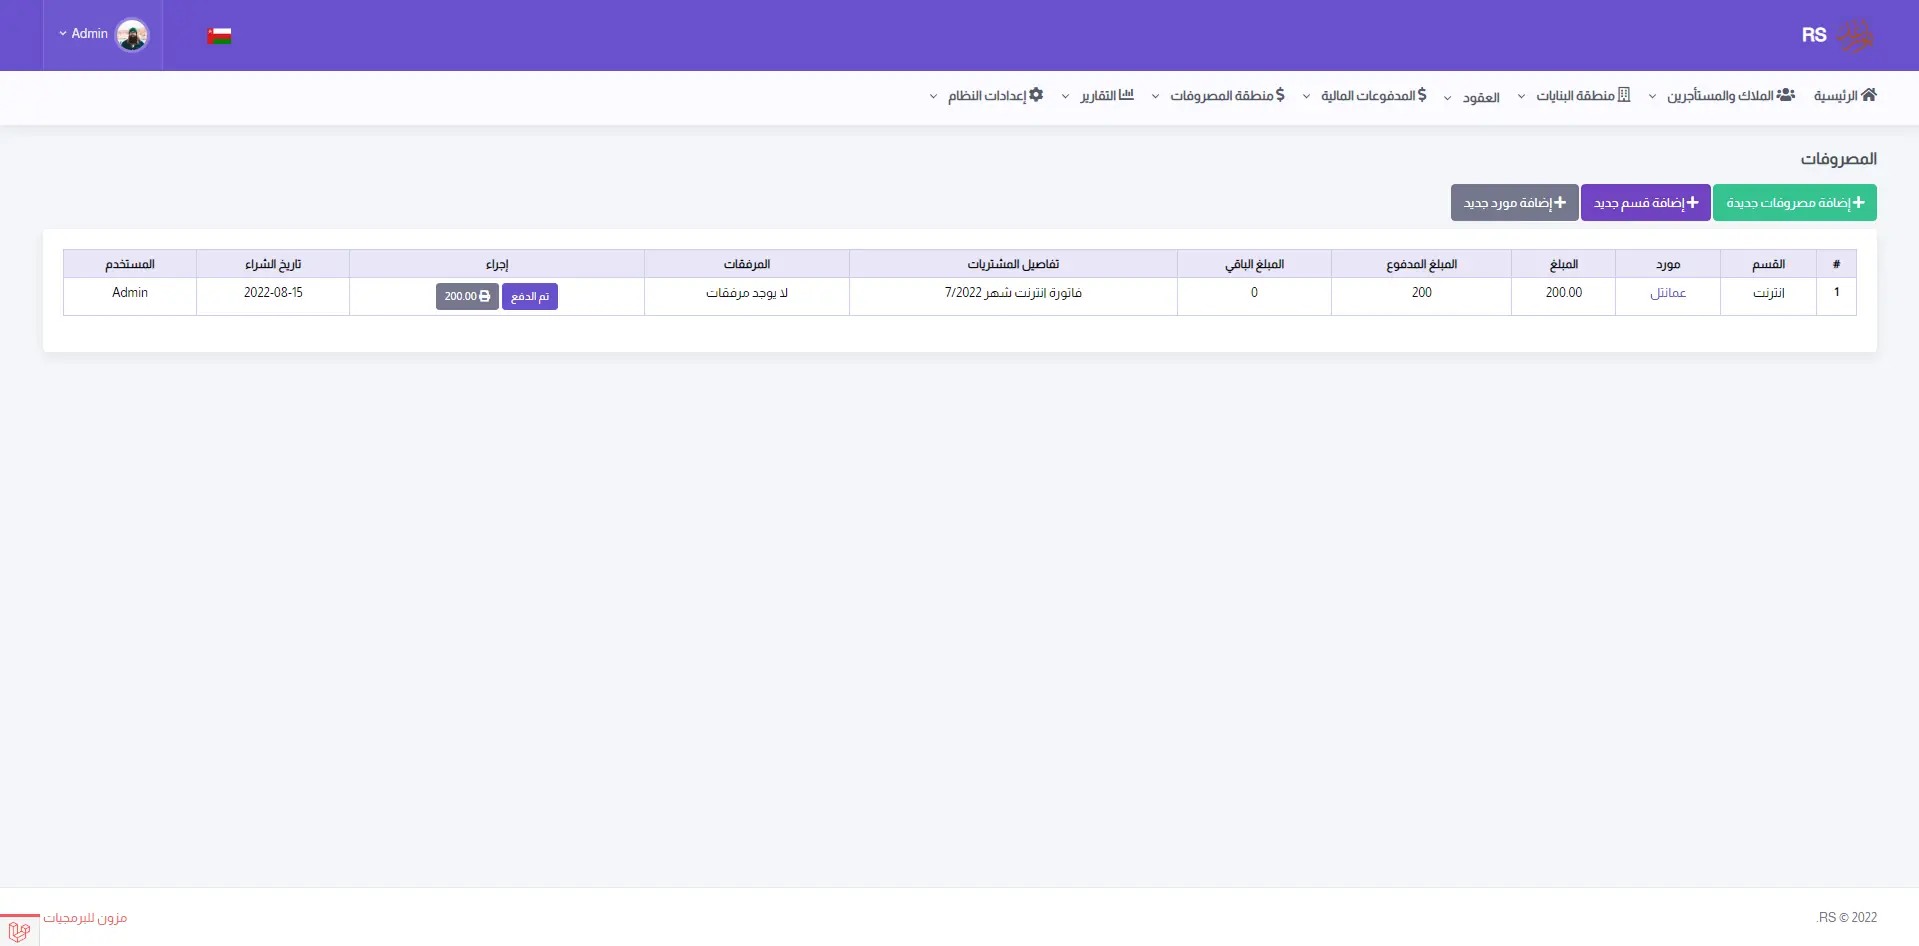 RS
Admin
الرئيسية
الملاك والمستأجرين
منطقة البنايات
العقود
المدفوعات المالية
منطقة المصروفات
التقارير
إعدادات النظام
المصروفات
إضافة مصروفات جديدة
إضافة قسم جديد
إضافة مورد جديد
# القسم مورد المبلغ المبلغ المدفوع المبلغ الباقي تفاصيل المشتريات المرفقات إجراء تاريخ الشراء المستخدم
1 انترنت عمانتل 200.00 200 0 فاتورة انترنت شهر 7/2022 لا يوجد مرفقات تم الدفع 200.00 2022-08-15 Admin
2022 © RS.
مزون للبرمجيات